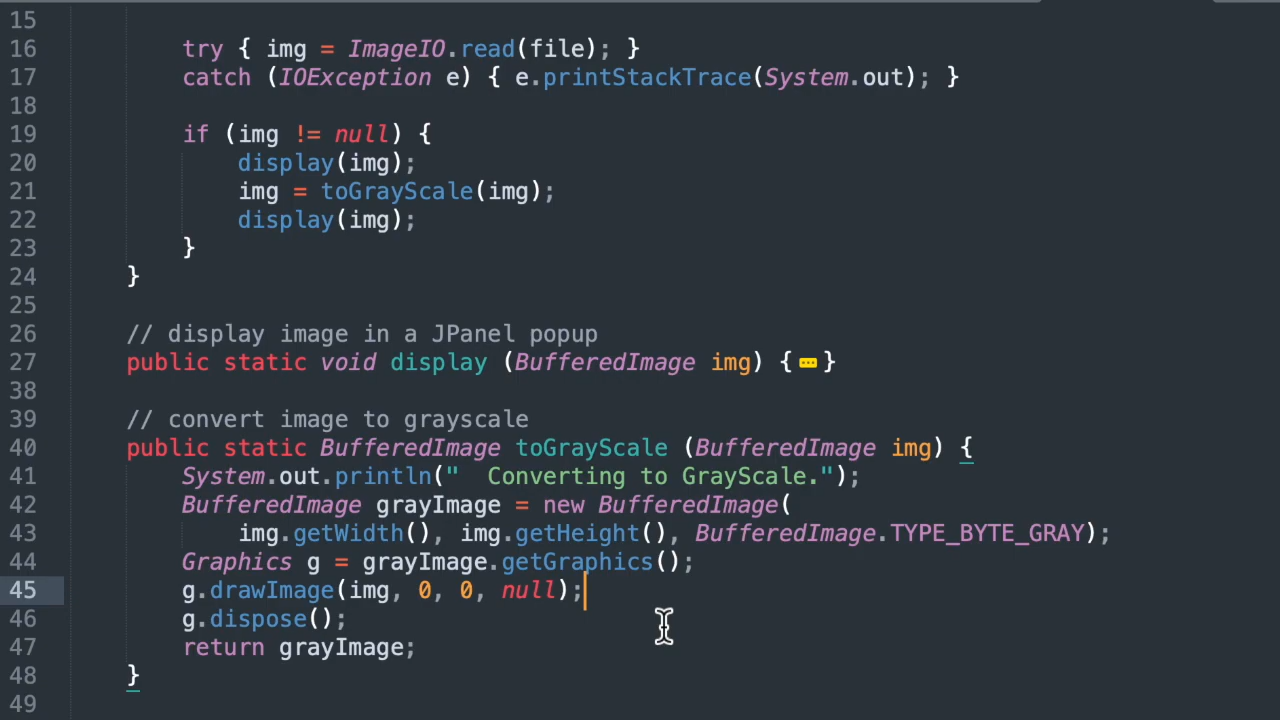 15
16 try { img = ImageIO.read(file); }
17 catch (IOException e) { e.printStackTrace(System.out); }
18
19 if (img != null) {
20 display(img);
21 img = toGrayScale(img);
22 display(img);
23 }
24 }
25
26 // display image in a JPanel popup
27 public static void display (BufferedImage img) {…}
38
39 // convert image to grayscale
40 public static BufferedImage toGrayScale (BufferedImage img) {
41 System.out.println("  Converting to GrayScale.");
42 BufferedImage grayImage = new BufferedImage(
43 img.getWidth(), img.getHeight(), BufferedImage.TYPE_BYTE_GRAY);
44 Graphics g = grayImage.getGraphics();
45 g.drawImage(img, 0, 0, null);
46 g.dispose();
47 return grayImage;
48 }
49